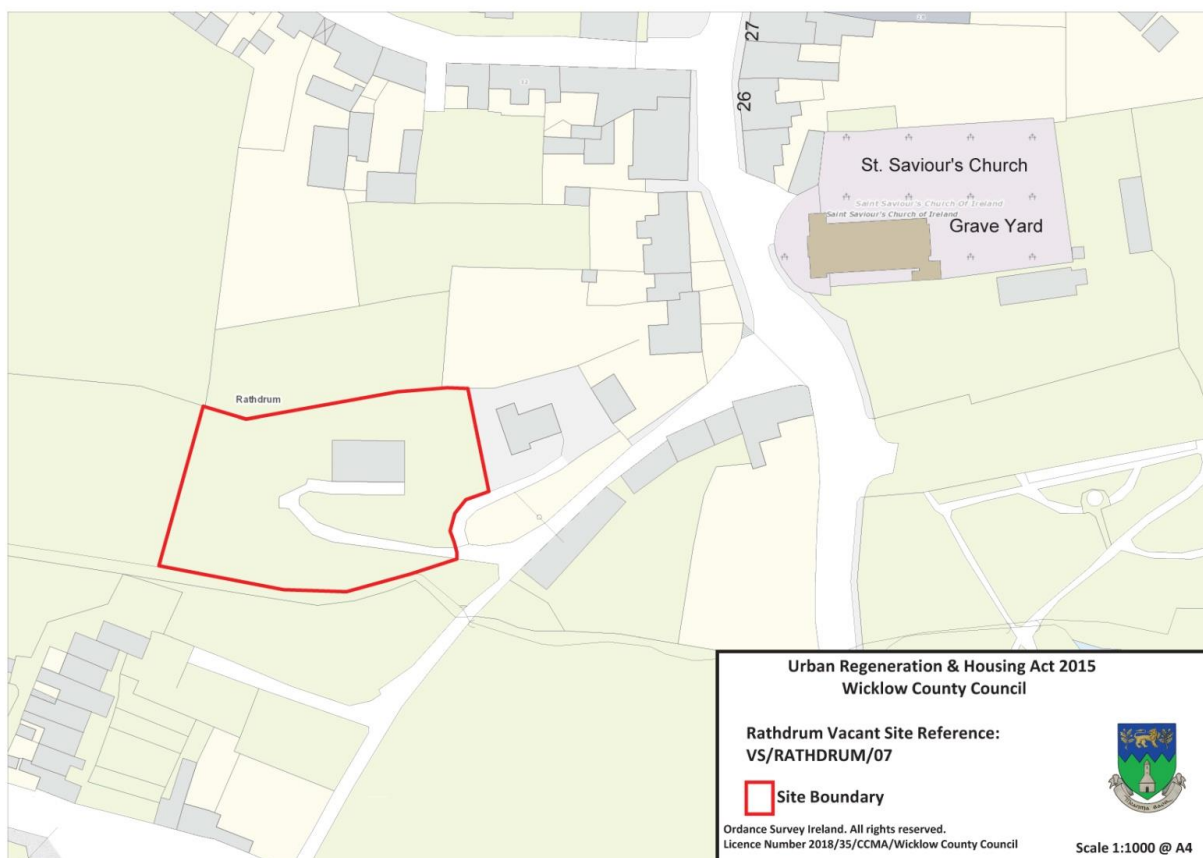 27
26
St. Saviour's Church
Saint Saviour's Church Of Ireland
Saint Saviour's Church of Ireland
Grave Yard
Rathdrum
Urban Regeneration & Housing Act 2015
Wicklow County Council
Rathdrum Vacant Site Reference:
VS/RATHDRUM/07
Site Boundary
Ordance Survey Ireland. All rights reserved.
Licence Number 2018/35/CCMA/Wicklow County Council
Scale 1:1000 @ A4